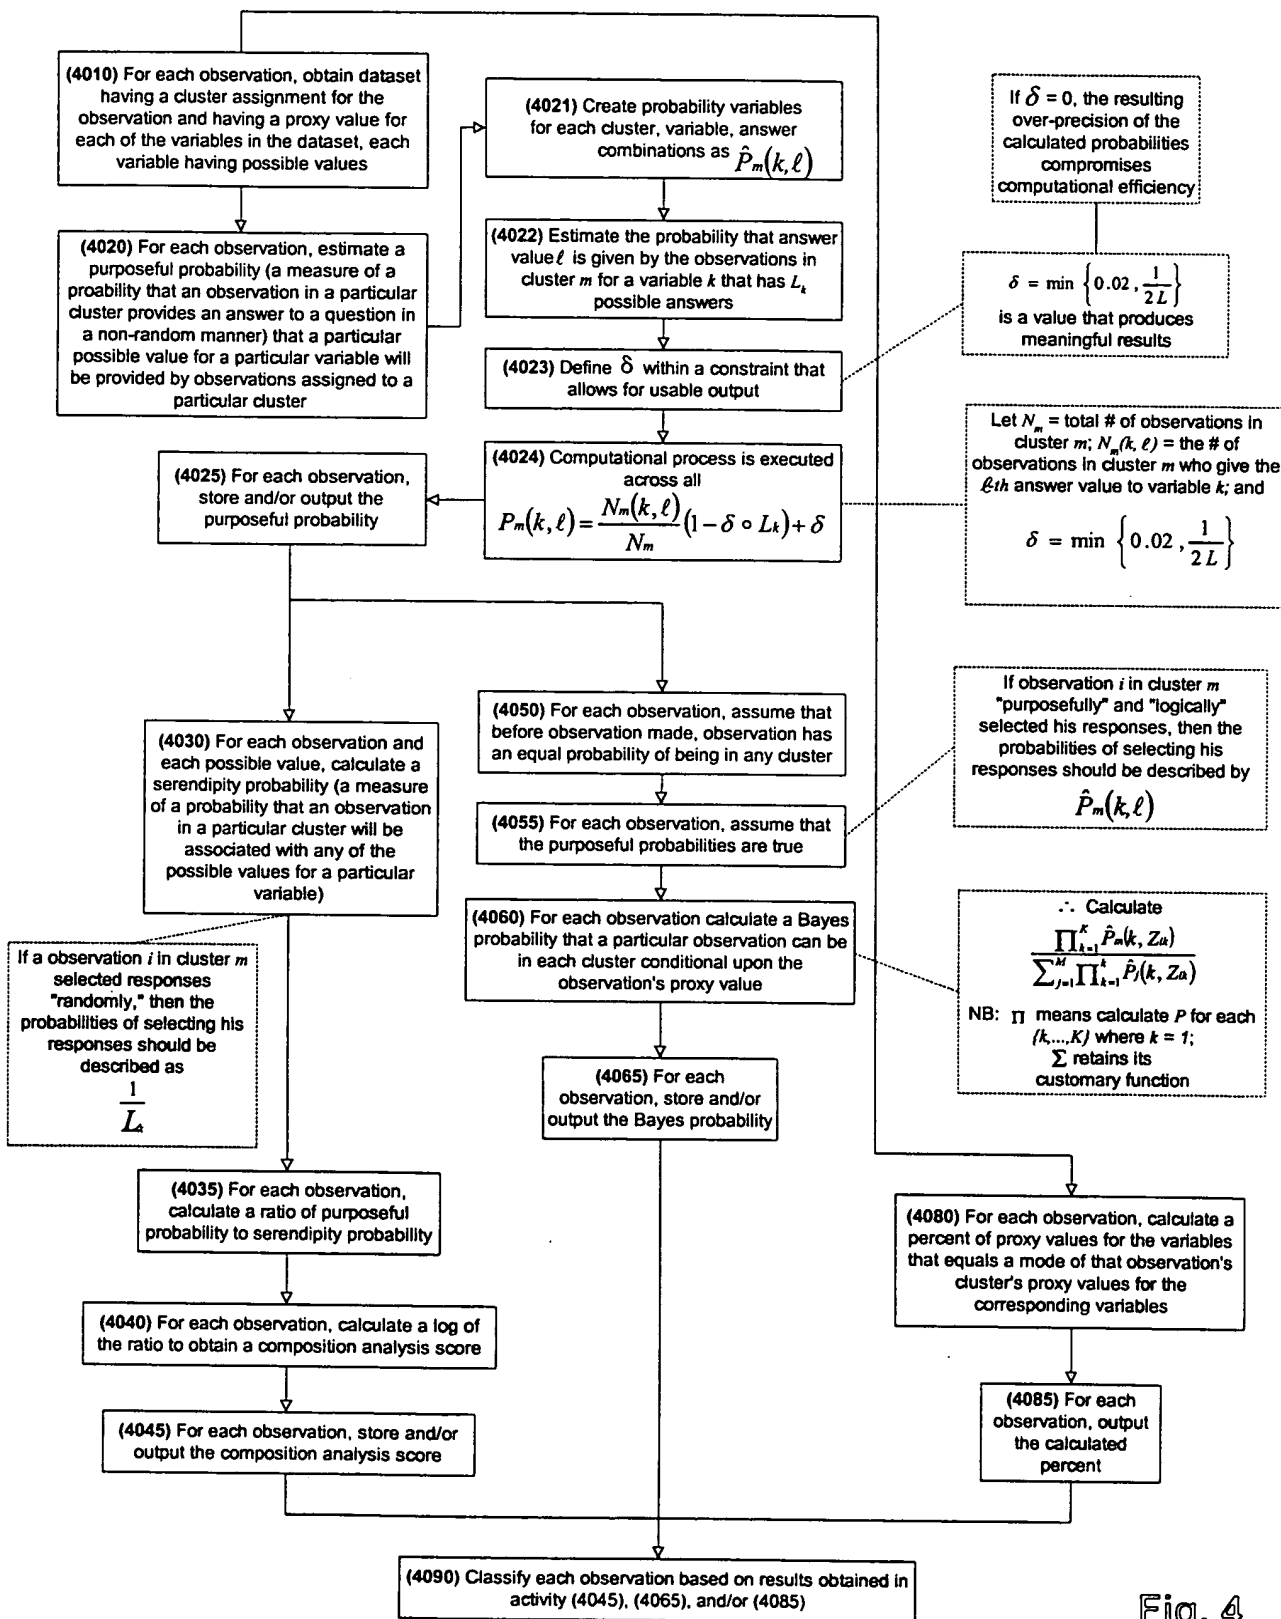 (4010) For each observation, obtain dataset
having a cluster assignment for the
observation and having a proxy value for
each of the variables in the dataset, each
variable having possible values
(4020) For each observation, estimate a
purposeful probability (a measure of a
proability that an observation in a particular
cluster provides an answer to a question in
a non-random manner) that a particular
possible value for a particular variable will
be provided by observations assigned to a
particular cluster
(4021) Create probability variables
for each cluster, variable, answer
combinations as P̂m(k,ℓ)
(4022) Estimate the probability that answer
value ℓ is given by the observations in
cluster m for a variable k that has Lk
possible answers
(4023) Define δ within a constraint that
allows for usable output
(4024) Computational process is executed
across all
Pm(k,ℓ) = Nm(k,ℓ)/Nm (1 − δ ∘ Lk) + δ
(4025) For each observation,
store and/or output the
purposeful probability
If δ = 0, the resulting
over-precision of the
calculated probabilities
compromises
computational efficiency
δ = min {0.02, 1/2L}
is a value that produces
meaningful results
Let Nm = total # of observations in
cluster m; Nm(k, ℓ) = the # of
observations in cluster m who give the
ℓth answer value to variable k; and
δ = min {0.02, 1/2L}
(4030) For each observation and
each possible value, calculate a
serendipity probability (a measure
of a probability that an observation
in a particular cluster will be
associated with any of the
possible values for a particular
variable)
If a observation i in cluster m
selected responses
"randomly," then the
probabilities of selecting his
responses should be
described as
1/Lk
(4035) For each observation,
calculate a ratio of purposeful
probability to serendipity probability
(4040) For each observation, calculate a log of
the ratio to obtain a composition analysis score
(4045) For each observation, store and/or
output the composition analysis score
(4050) For each observation, assume that
before observation made, observation has
an equal probability of being in any cluster
(4055) For each observation, assume that
the purposeful probabilities are true
(4060) For each observation calculate a Bayes
probability that a particular observation can be
in each cluster conditional upon the
observation's proxy value
(4065) For each
observation, store and/or
output the Bayes probability
If observation i in cluster m
"purposefully" and "logically"
selected his responses, then the
probabilities of selecting his
responses should be described by
P̂m(k,ℓ)
∴ Calculate
∏k=1K P̂m(k, Zik)
∑j=1M ∏k=1k P̂j(k, Zik)
NB: ∏ means calculate P for each
{k,...,K} where k = 1;
∑ retains its
customary function
(4080) For each observation, calculate a
percent of proxy values for the variables
that equals a mode of that observation's
cluster's proxy values for the
corresponding variables
(4085) For each
observation, output
the calculated
percent
(4090) Classify each observation based on results obtained in
activity (4045), (4065), and/or (4085)
Fig. 4